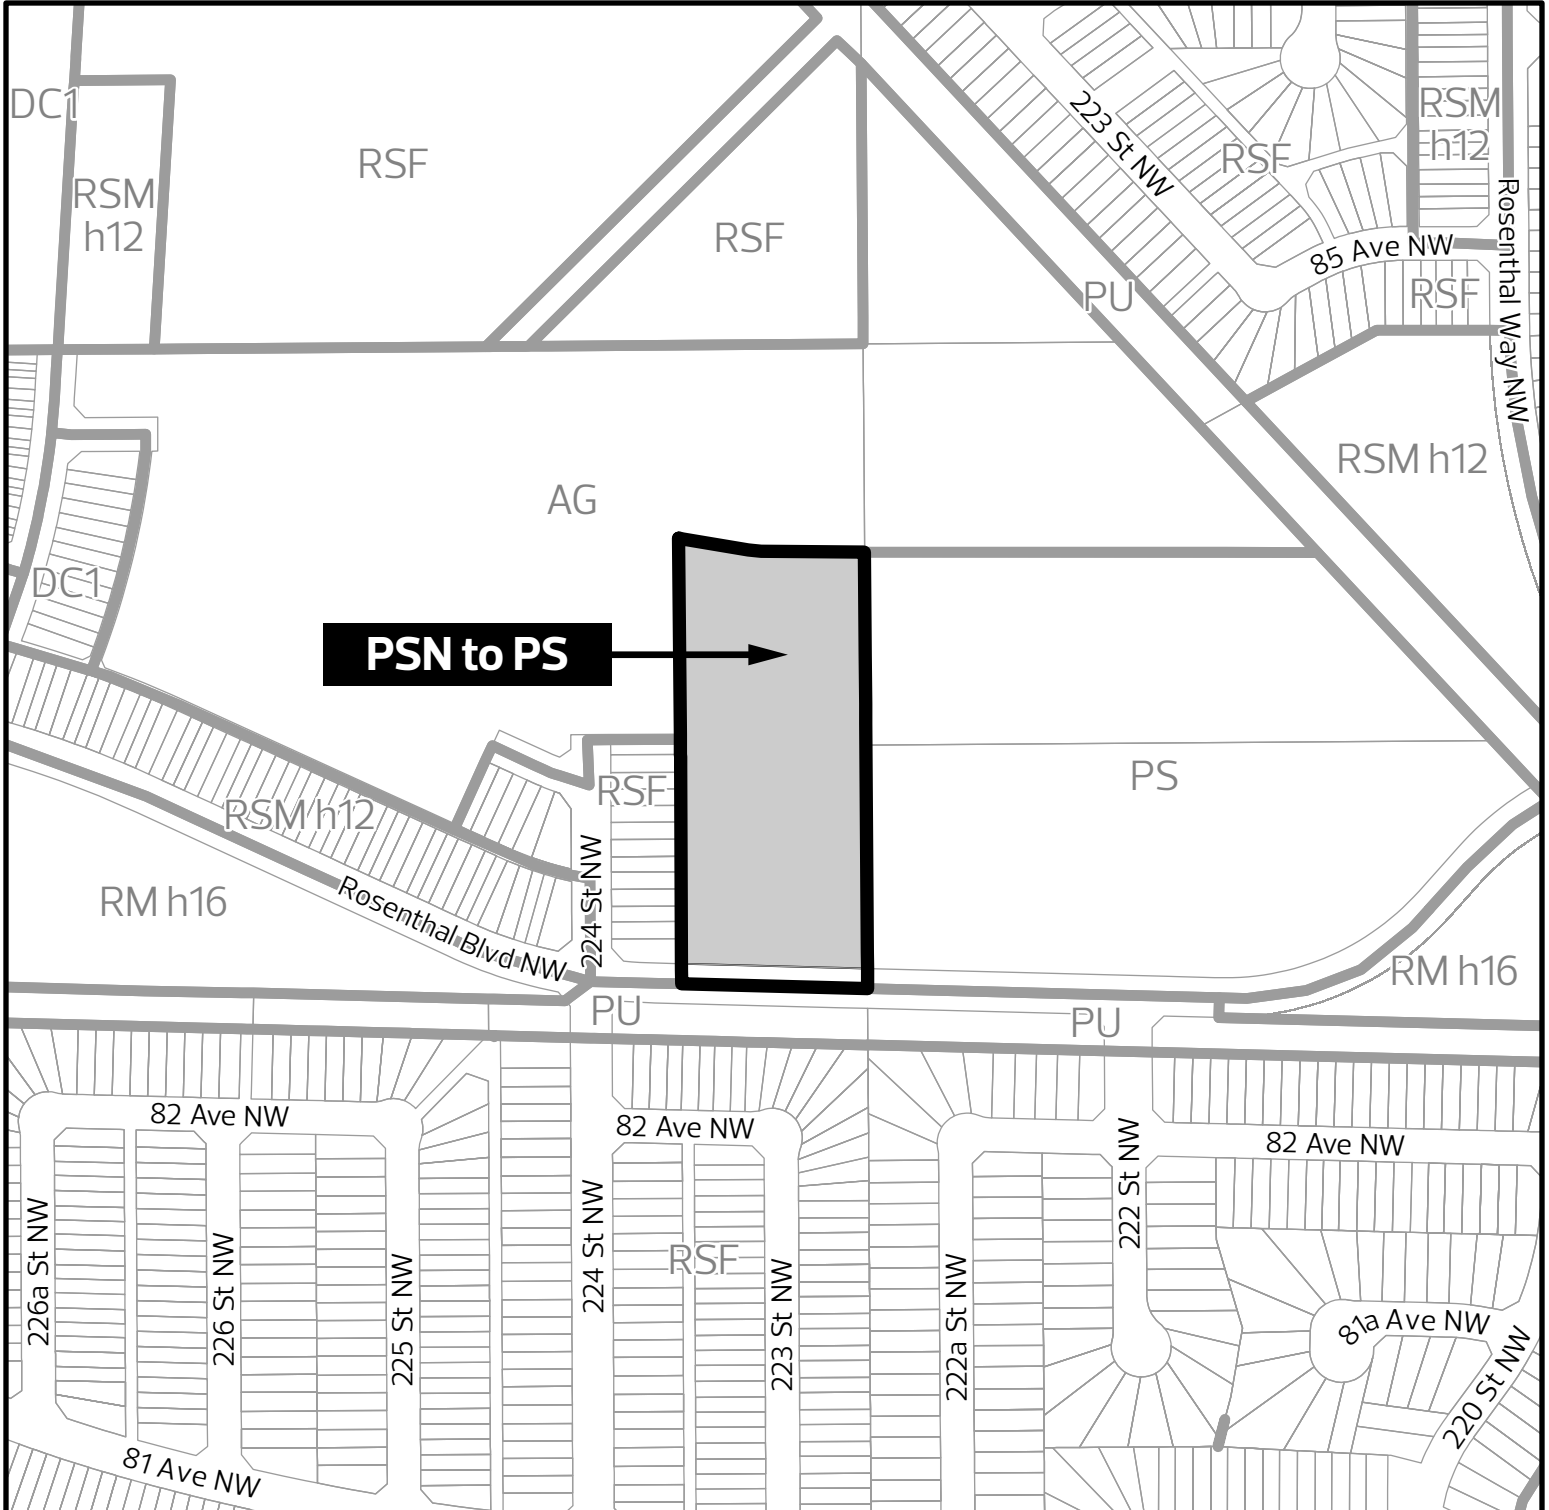 DC1
RSM
h12
RSF
RSF
223 St NW
RSF
RSM
h12
Rosenthal Way NW
85 Ave NW
RSF
PU
RSM h12
AG
DC1
PSN to PS
RSF
PS
RSM h12
224 St NW
RM h16
Rosenthal Blvd NW
RM h16
PU
PU
82 Ave NW
82 Ave NW
82 Ave NW
222 St NW
226a St NW
226 St NW
225 St NW
224 St NW
RSF
223 St NW
222a St NW
81a Ave NW
220 St NW
81 Ave NW